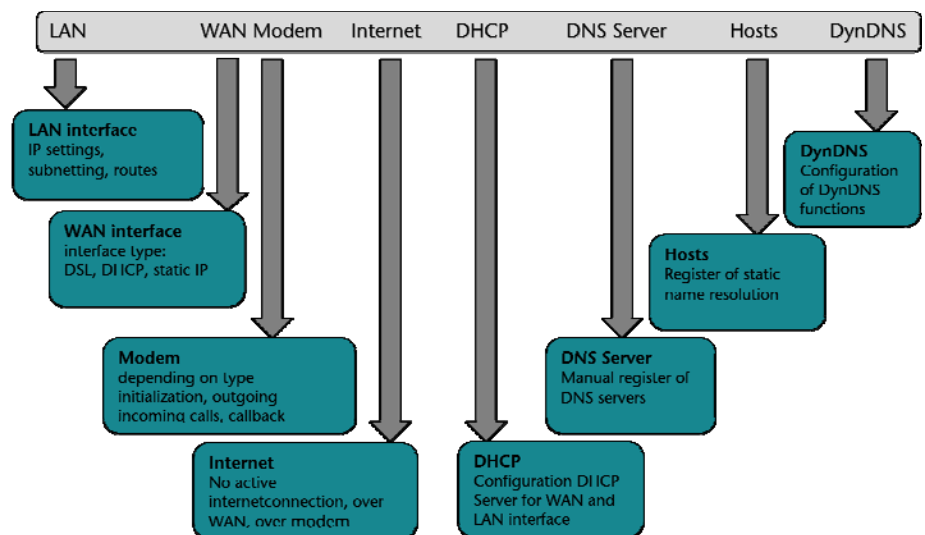 LAN WAN Modem Internet DHCP DNS Server Hosts DynDNS
LAN interface
IP settings,
subnetting, routes
WAN interface
interface type:
DSL, DHCP, static IP
Modem
depending on type
initialization, outgoing
incoming calls, callback
Internet
No active
internetconnection, over
WAN, over modem
DHCP
Configuration DHCP
Server for WAN and
LAN interface
DNS Server
Manual register of
DNS servers
Hosts
Register of static
name resolution
DynDNS
Configuration
of DynDNS
functions